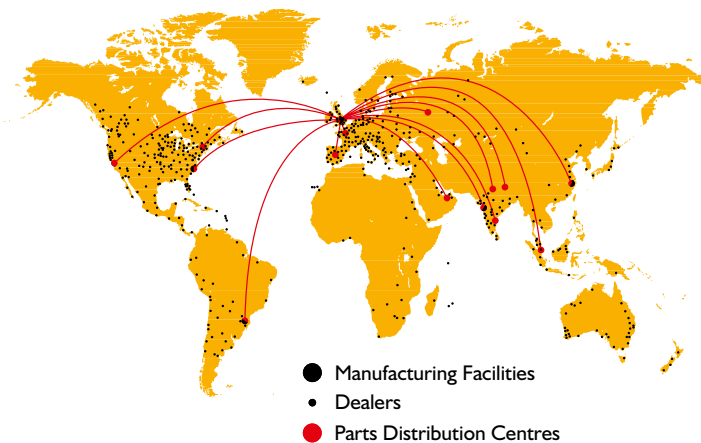 Manufacturing Facilities
Dealers
Parts Distribution Centres